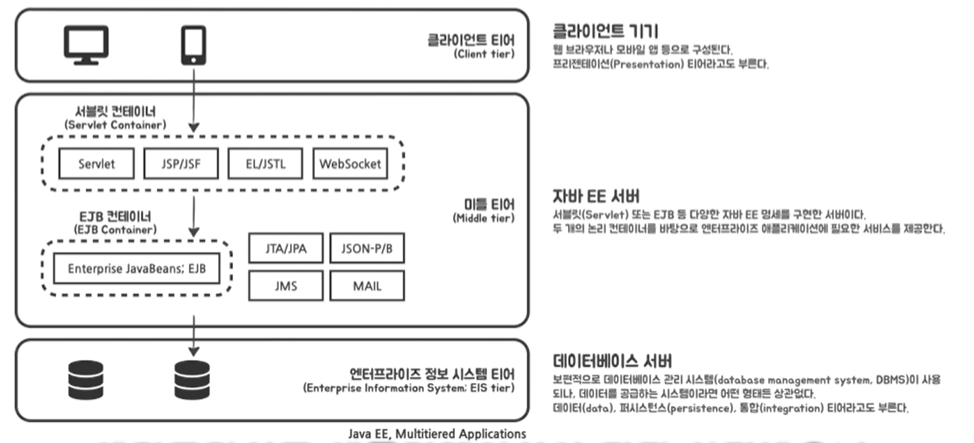 클라이언트 티어
(Client tier)
클라이언트 기기
웹 브라우저나 모바일 앱 등으로 구성된다.
프리젠테이션(Presentation) 티어라고도 부른다.
서블릿 컨테이너
(Servlet Container)
Servlet
JSP/JSF
EL/JSTL
WebSocket
EJB 컨테이너
(EJB Container)
Enterprise JavaBeans; EJB
JTA/JPA
JSON-P/B
JMS
MAIL
미들 티어
(Middle tier)
자바 EE 서버
서블릿(Servlet) 또는 EJB 등 다양한 자바 EE 명세를 구현한 서버이다.
두 개의 논리 컨테이너를 바탕으로 엔터프라이즈 애플리케이션에 필요한 서비스를 제공한다.
엔터프라이즈 정보 시스템 티어
(Enterprise Information System; EIS tier)
데이터베이스 서버
보편적으로 데이터베이스 관리 시스템(database management system, DBMS)이 사용
되나, 데이터를 공급하는 시스템이라면 어떤 형태든 상관없다.
데이터(data), 퍼시스턴스(persistence), 통합(integration) 티어라고도 부른다.
Java EE, Multitiered Applications